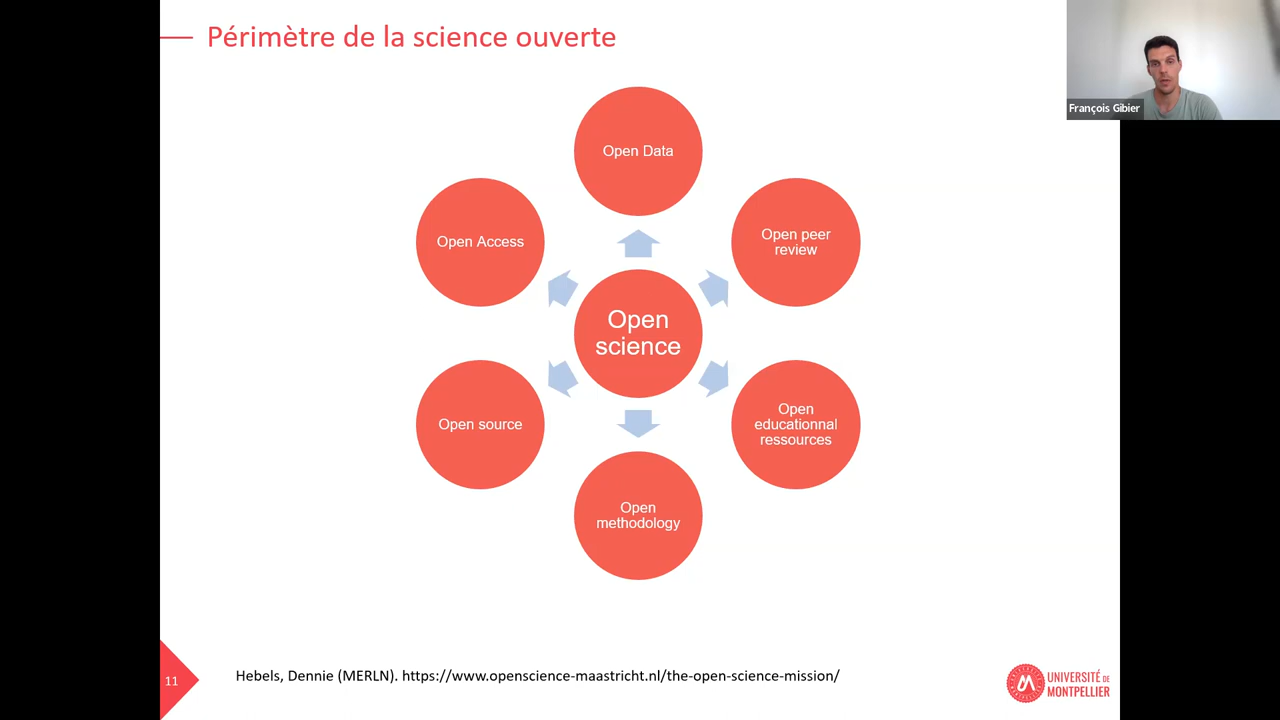 Périmètre de la science ouverte
François Gibier
Open Data
Open Access
Open peer
review
Open
science
Open source
Open
educationnal
ressources
Open
methodology
11
Hebels, Dennie (MERLN). https://www.openscience-maastricht.nl/the-open-science-mission/
UNIVERSITÉ DE
MONTPELLIER